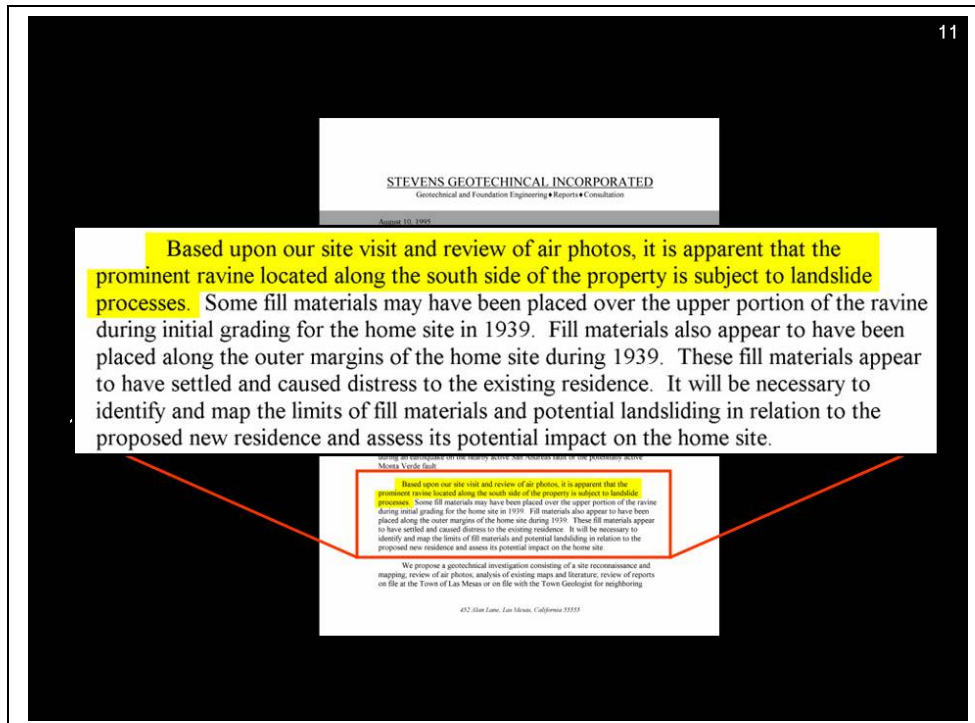 11
STEVENS GEOTECHINCAL INCORPORATED
Geotechnical and Foundation Engineering♦Reports♦Consultation
August 10, 1995
Based upon our site visit and review of air photos, it is apparent that the
prominent ravine located along the south side of the property is subject to landslide
processes. Some fill materials may have been placed over the upper portion of the ravine
during initial grading for the home site in 1939. Fill materials also appear to have been
placed along the outer margins of the home site during 1939. These fill materials appear
to have settled and caused distress to the existing residence. It will be necessary to
identify and map the limits of fill materials and potential landsliding in relation to the
proposed new residence and assess its potential impact on the home site.
during an earthquake on the nearby active San Andreas fault or the potentially active
Monta Verde fault
Based upon our site visit and review of air photos, it is apparent that the
prominent ravine located along the south side of the property is subject to landslide
processes. Some fill materials may have been placed over the upper portion of the ravine
during initial grading for the home site in 1939. Fill materials also appear to have been
placed along the outer margins of the home site during 1939. These fill materials appear
to have settled and caused distress to the existing residence. It will be necessary to
identify and map the limits of fill materials and potential landsliding in relation to the
proposed new residence and assess its potential impact on the home site
We propose a geotechnical investigation consisting of a site reconnaissance and
mapping; review of air photos; analysis of existing maps and literature; review of reports
on file at the Town of Las Mesas or on file with the Town Geologist for neighboring
452 Alan Lane, Las Mesas, California 55555